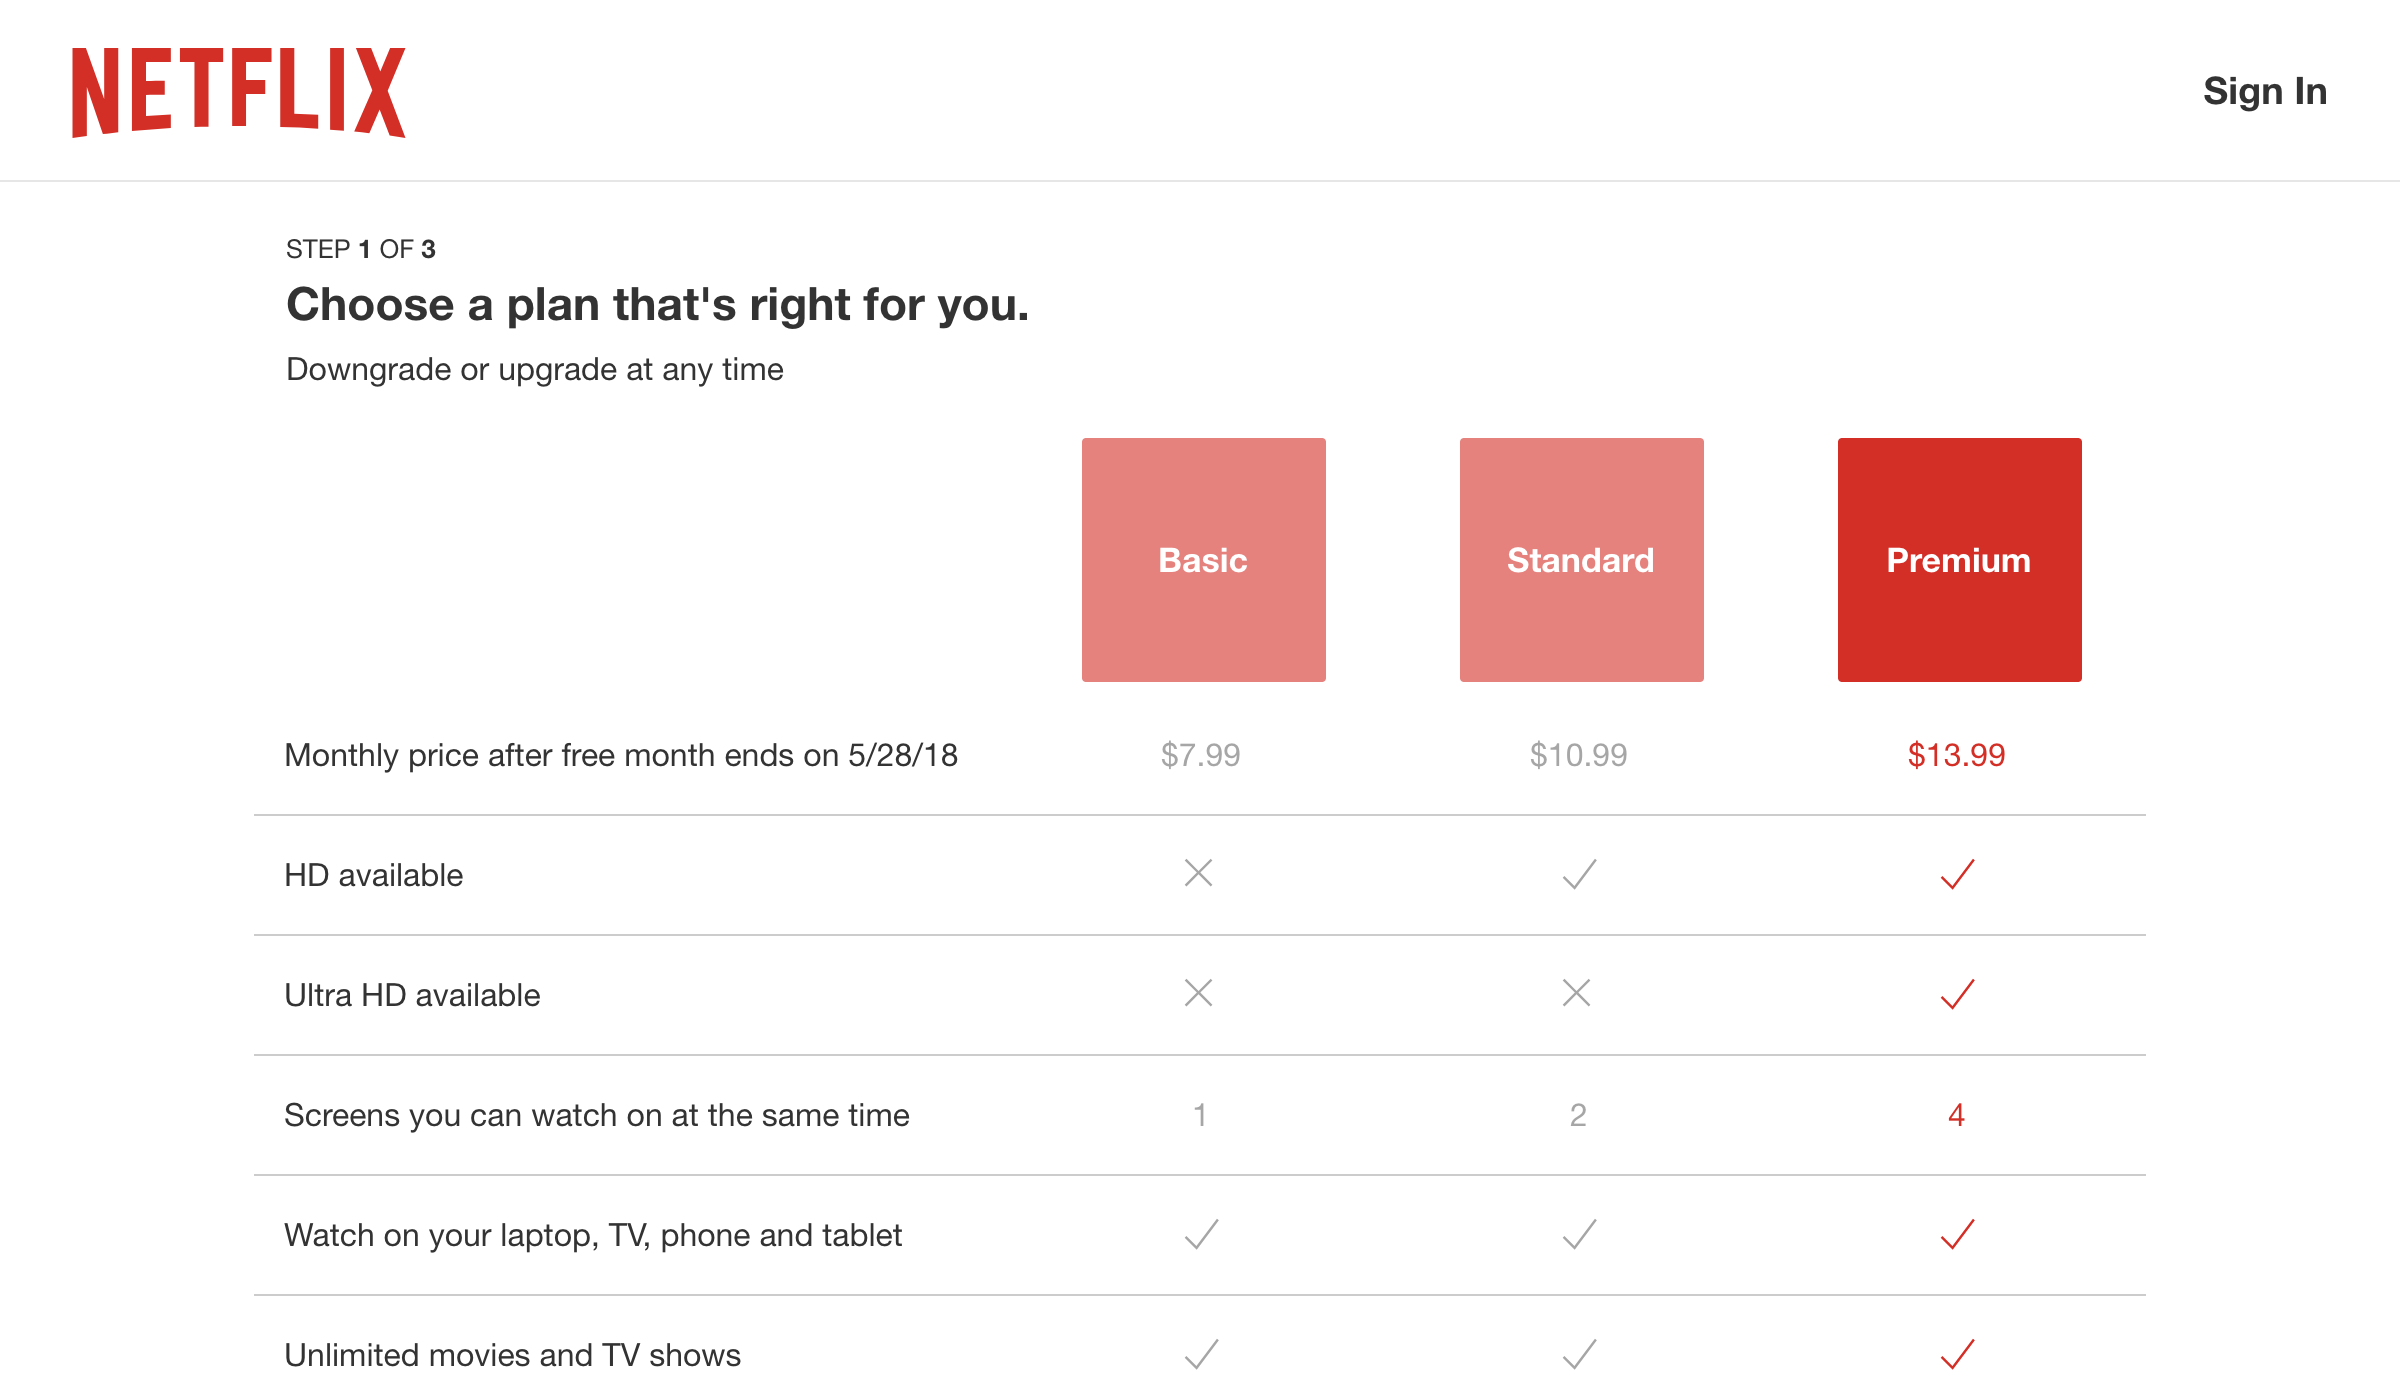 NETFLIX
Sign In
STEP 1 OF 3
Choose a plan that's right for you.
Downgrade or upgrade at any time
Basic Standard Premium
Monthly price after free month ends on 5/28/18 $7.99 $10.99 $13.99
HD available
Ultra HD available
Screens you can watch on at the same time 1 2 4
Watch on your laptop, TV, phone and tablet
Unlimited movies and TV shows